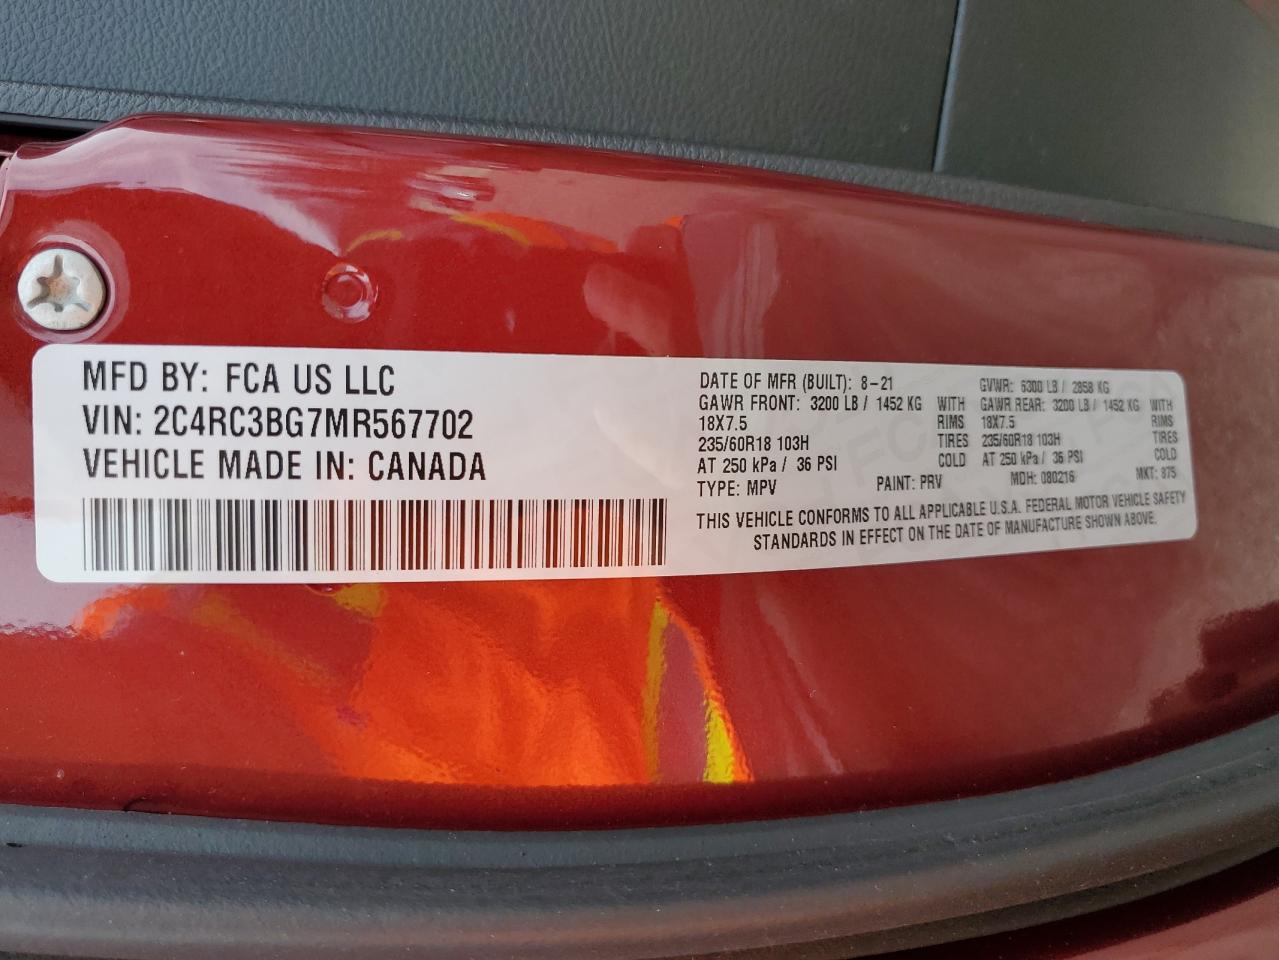 MFD BY: FCA US LLC
VIN: 2C4RC3BG7MR567702
VEHICLE MADE IN: CANADA
DATE OF MFR (BUILT): 8-21 GVWR: 6300 LB / 2858 KG
GAWR FRONT: 3200 LB / 1452 KG WITH GAWR REAR: 3200 LB / 1452 KG WITH
18X7.5 RIMS 18X7.5 RIMS
235/60R18 103H TIRES 235/60R18 103H TIRES
AT 250 kPa / 36 PSI COLD AT 250 kPa / 36 PSI COLD
TYPE: MPV PAINT: PRV MDH: 080216 MKT: 875
THIS VEHICLE CONFORMS TO ALL APPLICABLE U.S.A. FEDERAL MOTOR VEHICLE SAFETY
STANDARDS IN EFFECT ON THE DATE OF MANUFACTURE SHOWN ABOVE.